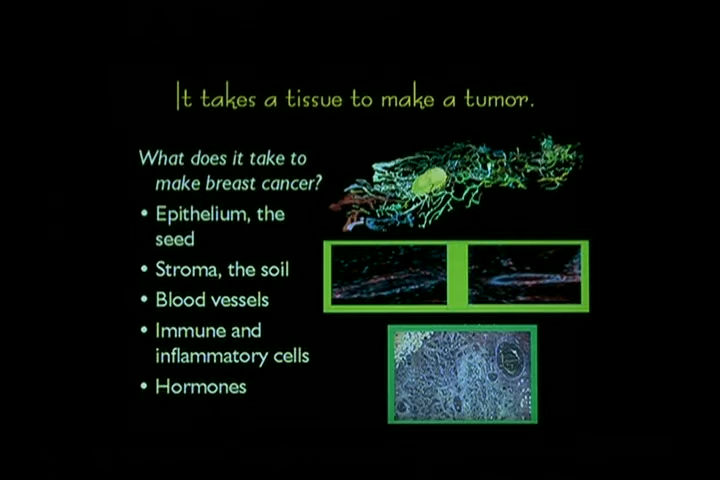 It takes a tissue to make a tumor.
What does it take to
make breast cancer?
• Epithelium, the
seed
• Stroma, the soil
• Blood vessels
• Immune and
inflammatory cells
• Hormones